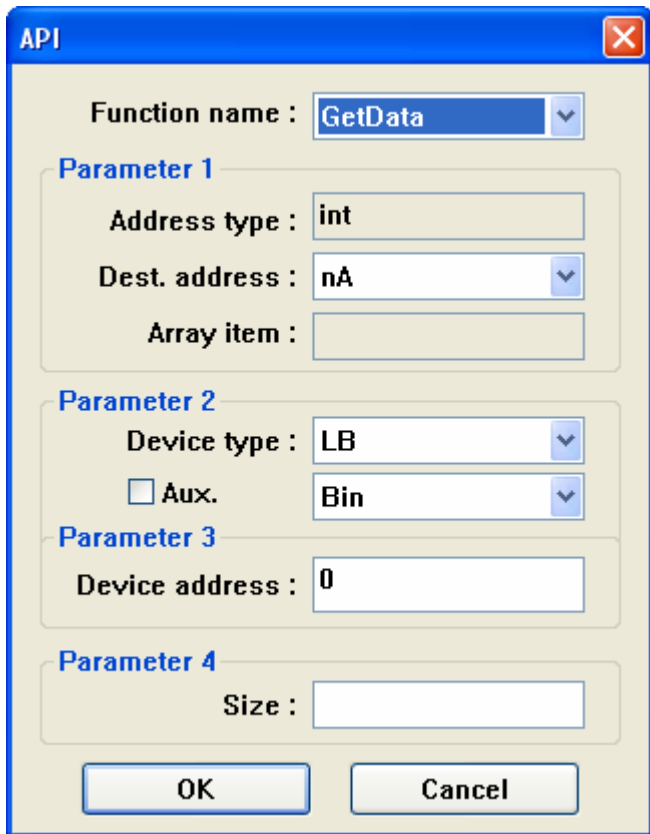 API
Function name : GetData
Parameter 1
Address type : int
Dest. address : nA
Array item :
Parameter 2
Device type : LB
Aux. Bin
Parameter 3
Device address : 0
Parameter 4
Size :
OK Cancel